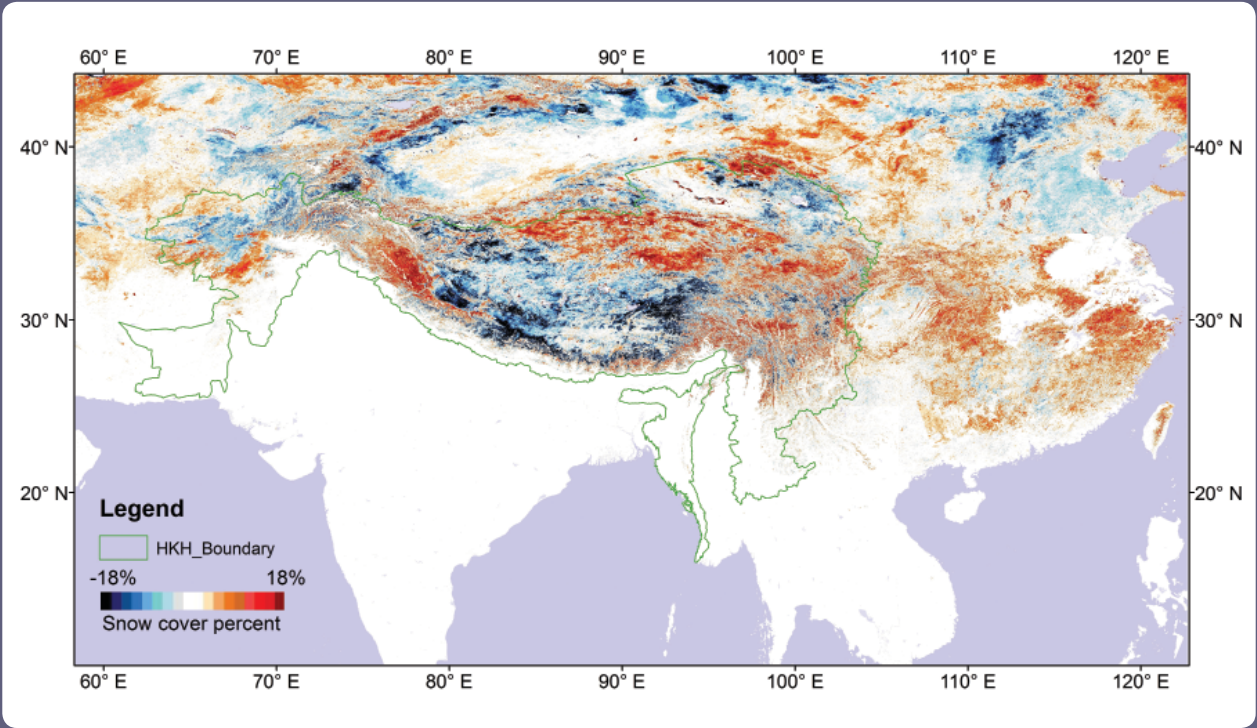 60° E 70° E 80° E 90° E 100° E 110° E 120° E
40° N 40° N
30° N 30° N
20° N 20° N
Legend
HKH_Boundary
-18% 18%
Snow cover percent
60° E 70° E 80° E 90° E 100° E 110° E 120° E